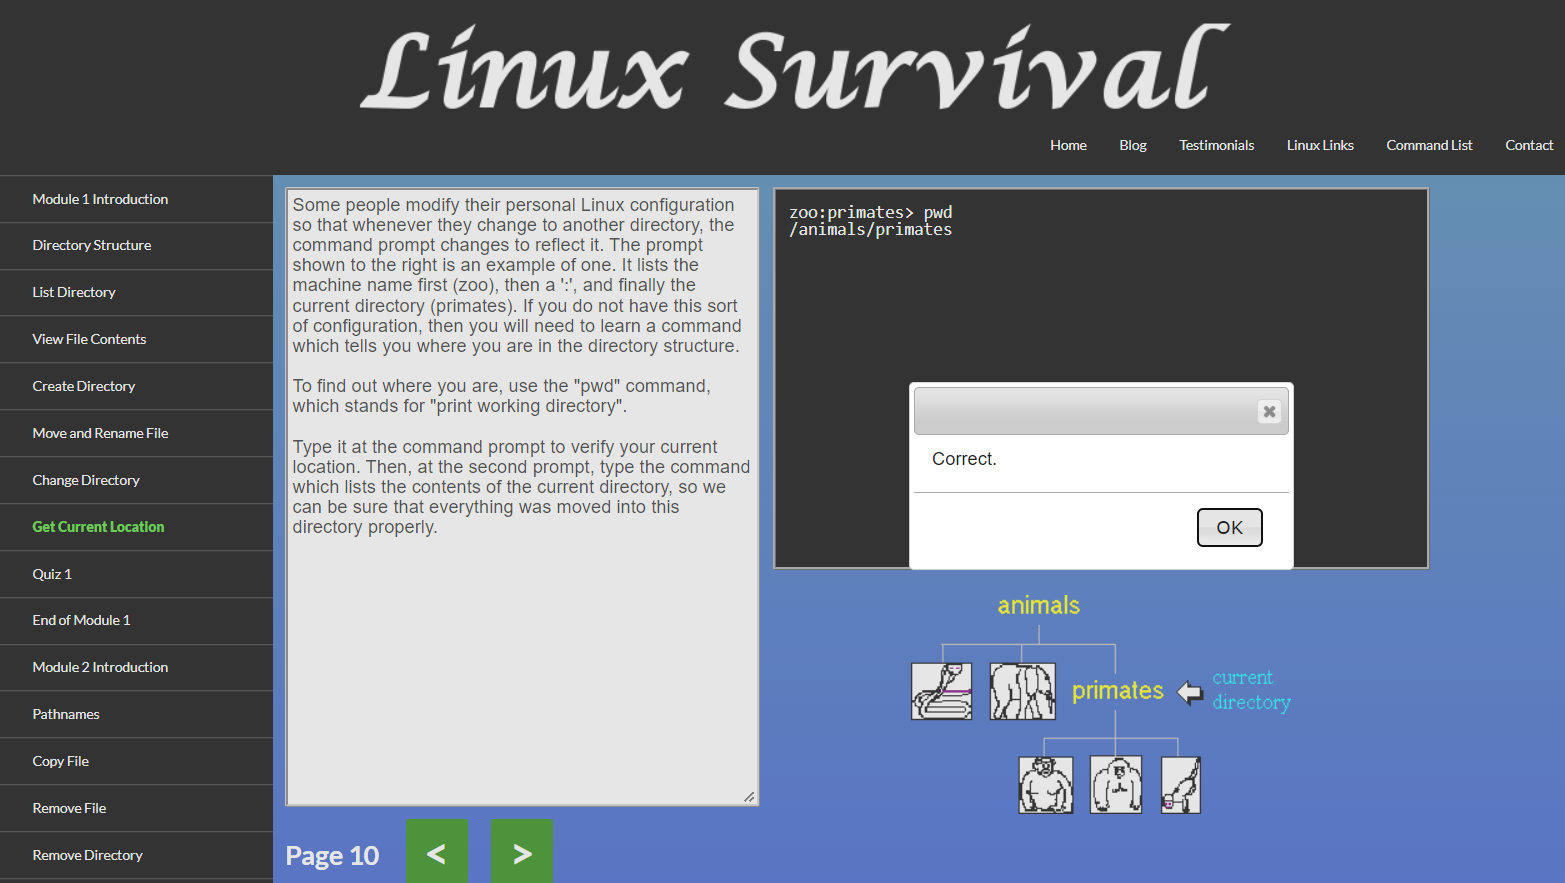 Linux Survival
Home
Blog
Testimonials
Linux Links
Command List
Contact
Module 1 Introduction
Directory Structure
List Directory
View File Contents
Create Directory
Move and Rename File
Change Directory
Get Current Location
Quiz 1
End of Module 1
Module 2 Introduction
Pathnames
Copy File
Remove File
Remove Directory
Some people modify their personal Linux configuration
so that whenever they change to another directory, the
command prompt changes to reflect it. The prompt
shown to the right is an example of one. It lists the
machine name first (zoo), then a ':', and finally the
current directory (primates). If you do not have this sort
of configuration, then you will need to learn a command
which tells you where you are in the directory structure.
To find out where you are, use the "pwd" command,
which stands for "print working directory".
Type it at the command prompt to verify your current
location. Then, at the second prompt, type the command
which lists the contents of the current directory, so we
can be sure that everything was moved into this
directory properly.
Page 10
<
>
zoo:primates> pwd
/animals/primates
Correct.
OK
animals
primates
current
directory